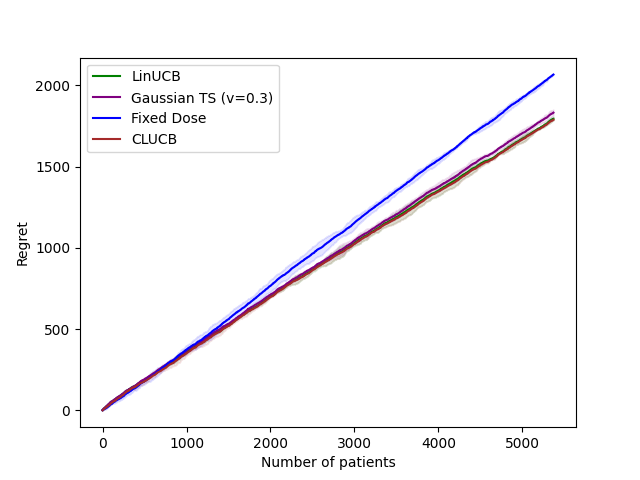 LinUCB
Gaussian TS (v=0.3)
Fixed Dose
CLUCB
2000
1500
1000
500
0
Regret
0 1000 2000 3000 4000 5000
Number of patients